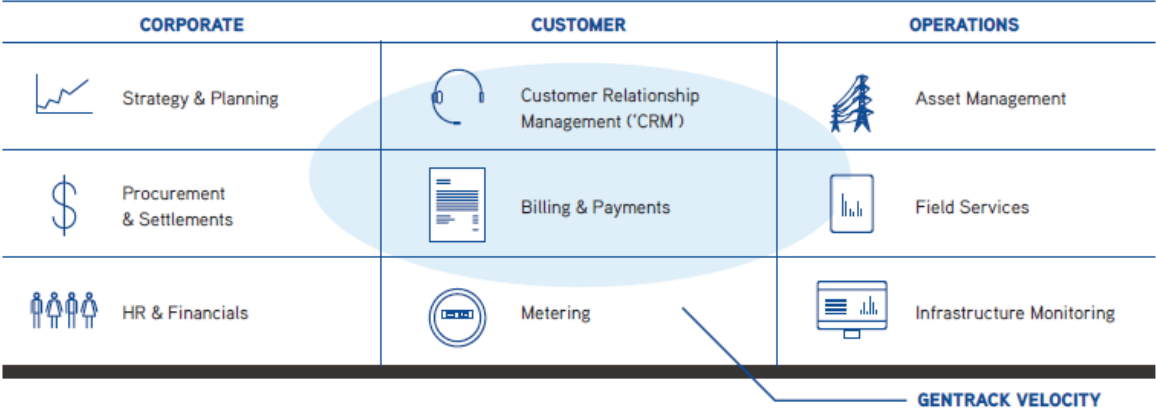 CORPORATE CUSTOMER OPERATIONS
Strategy & Planning
Customer Relationship
Management (‘CRM’)
Asset Management
Procurement
& Settlements
Billing & Payments
Field Services
HR & Financials
Metering
Infrastructure Monitoring
GENTRACK VELOCITY